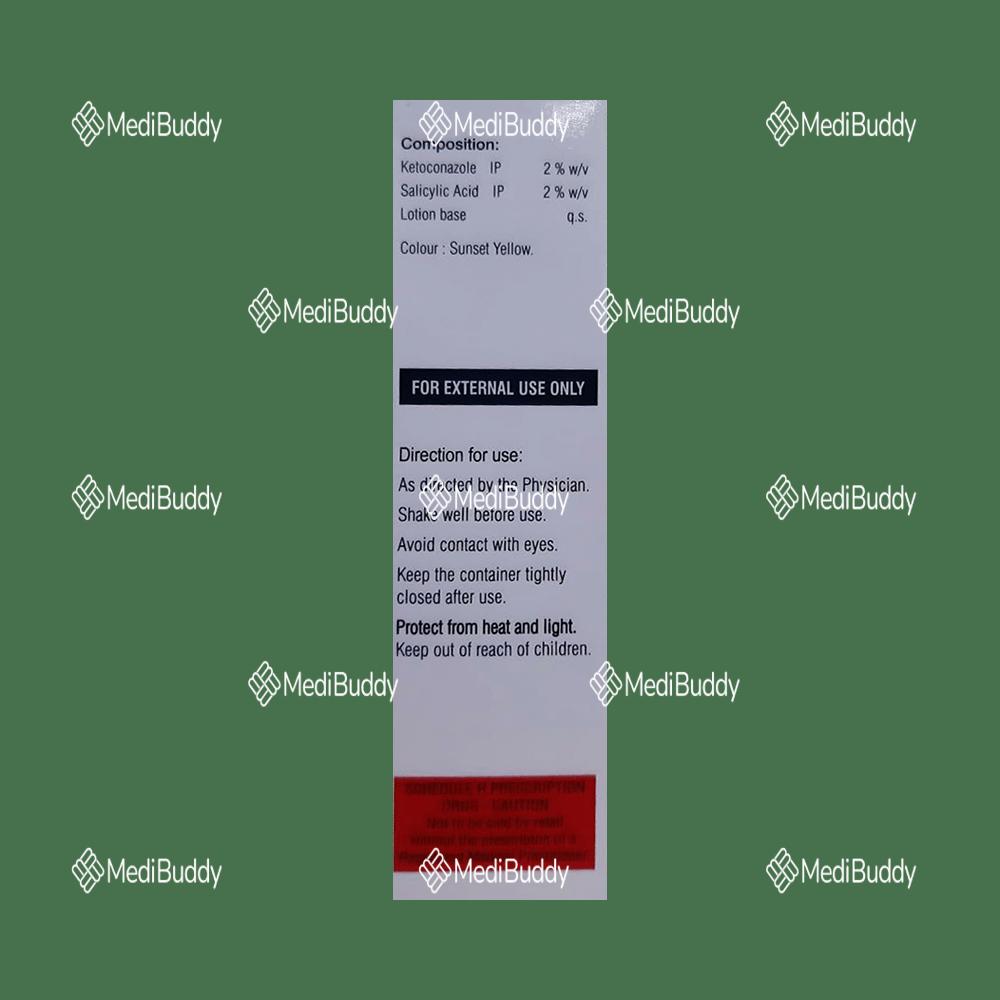 MediBuddy MediBuddy MediBuddy
Composition:
Ketoconazole IP 2 % w/v
Salicylic Acid IP 2 % w/v
Lotion base q.s.
Colour : Sunset Yellow.
MediBuddy MediBuddy
FOR EXTERNAL USE ONLY
Direction for use:
As directed by the Physician.
MediBuddy MediBuddy MediBuddy
Shake well before use.
Avoid contact with eyes.
Keep the container tightly
closed after use.
Protect from heat and light.
Keep out of reach of children.
MediBuddy MediBuddy
SCHEDULE H PRESCRIPTION
DRUG - CAUTION
Not to be sold by retail
without the prescription of a
MediBuddy MediBuddy MediBuddy